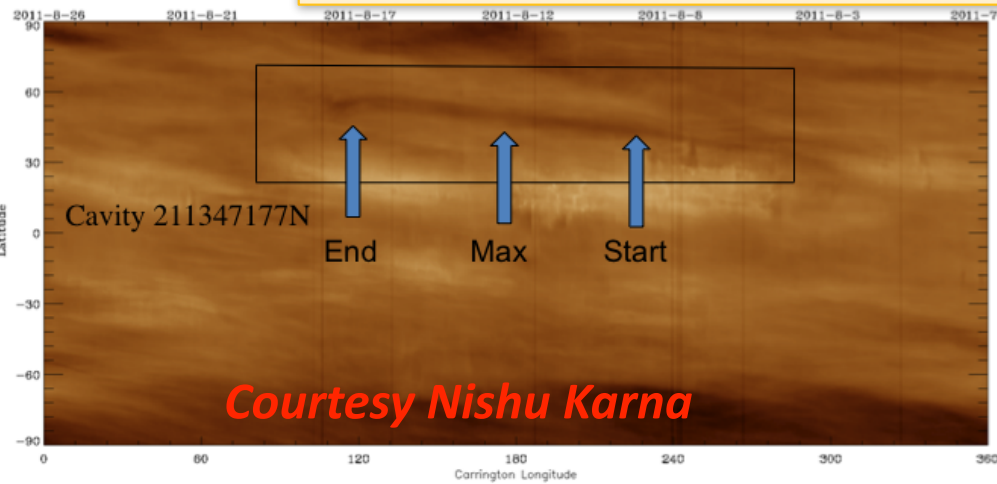 2011-8-26 2011-8-21 2011-8-17 2011-8-12 2011-8-8 2011-8-3 2011-7
90
60
30
Cavity 211347177N
0
Latitude
End Max Start
-30
-60
Courtesy Nishu Karna
-90
0 60 120 180 240 300 360
Carrington Longitude